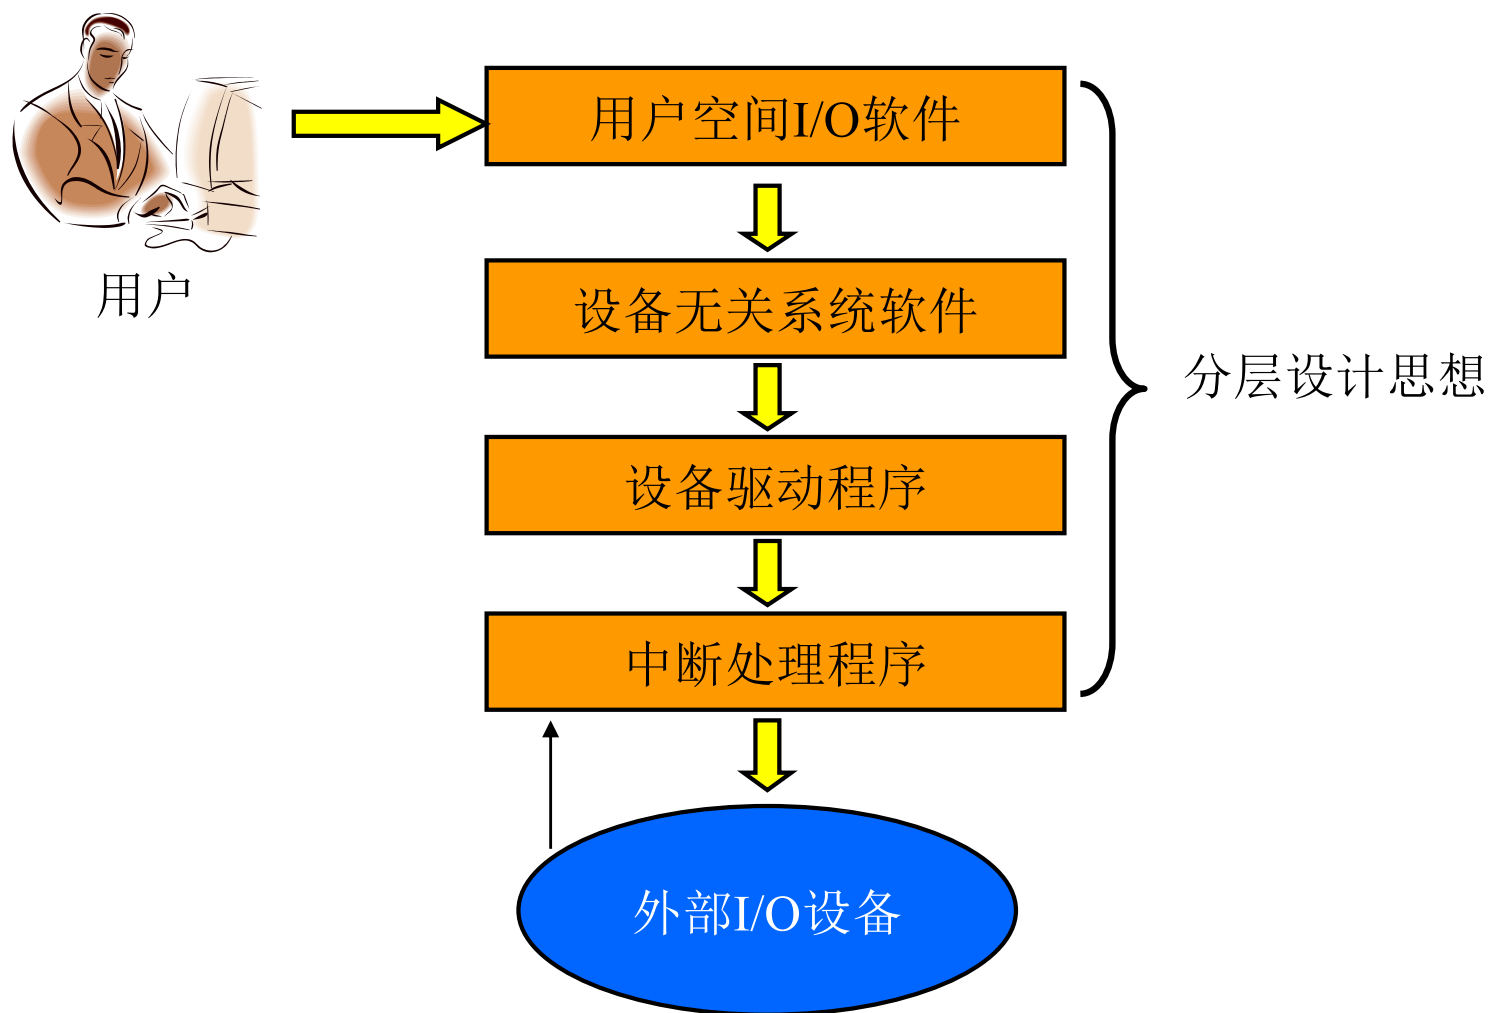 用户空间I/O软件
用户
设备无关系统软件
分层设计思想
设备驱动程序
中断处理程序
外部I/O设备